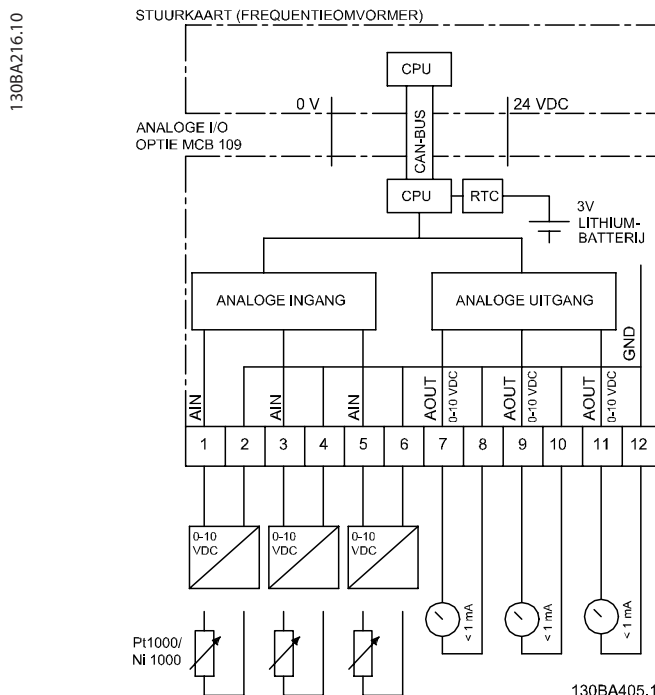 130BA216.10
STUURKAART (FREQUENTIEOMVORMER)
CPU
0 V
24 VDC
CAN-BUS
ANALOGE I/O
OPTIE MCB 109
CPU
RTC
3V
LITHIUM-
BATTERIJ
ANALOGE INGANG
ANALOGE UITGANG
GND
AIN
AIN
AIN
AOUT
0-10 VDC
AOUT
0-10 VDC
AOUT
0-10 VDC
1
2
3
4
5
6
7
8
9
10
11
12
0-10
VDC
0-10
VDC
0-10
VDC
< 1 mA
< 1 mA
< 1 mA
Pt1000/
Ni 1000
130BA405.1